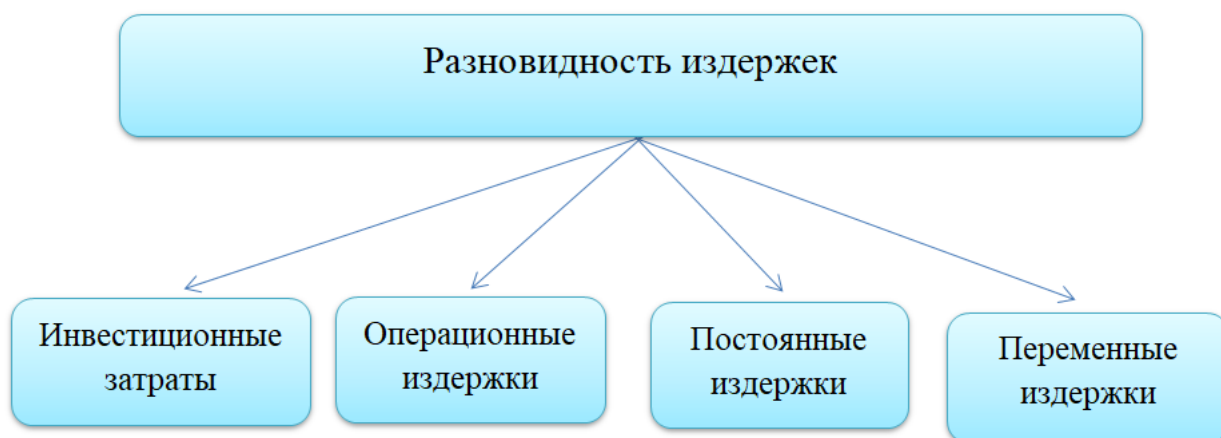 Разновидность издержек
Инвестиционные
затраты
Операционные
издержки
Постоянные
издержки
Переменные
издержки